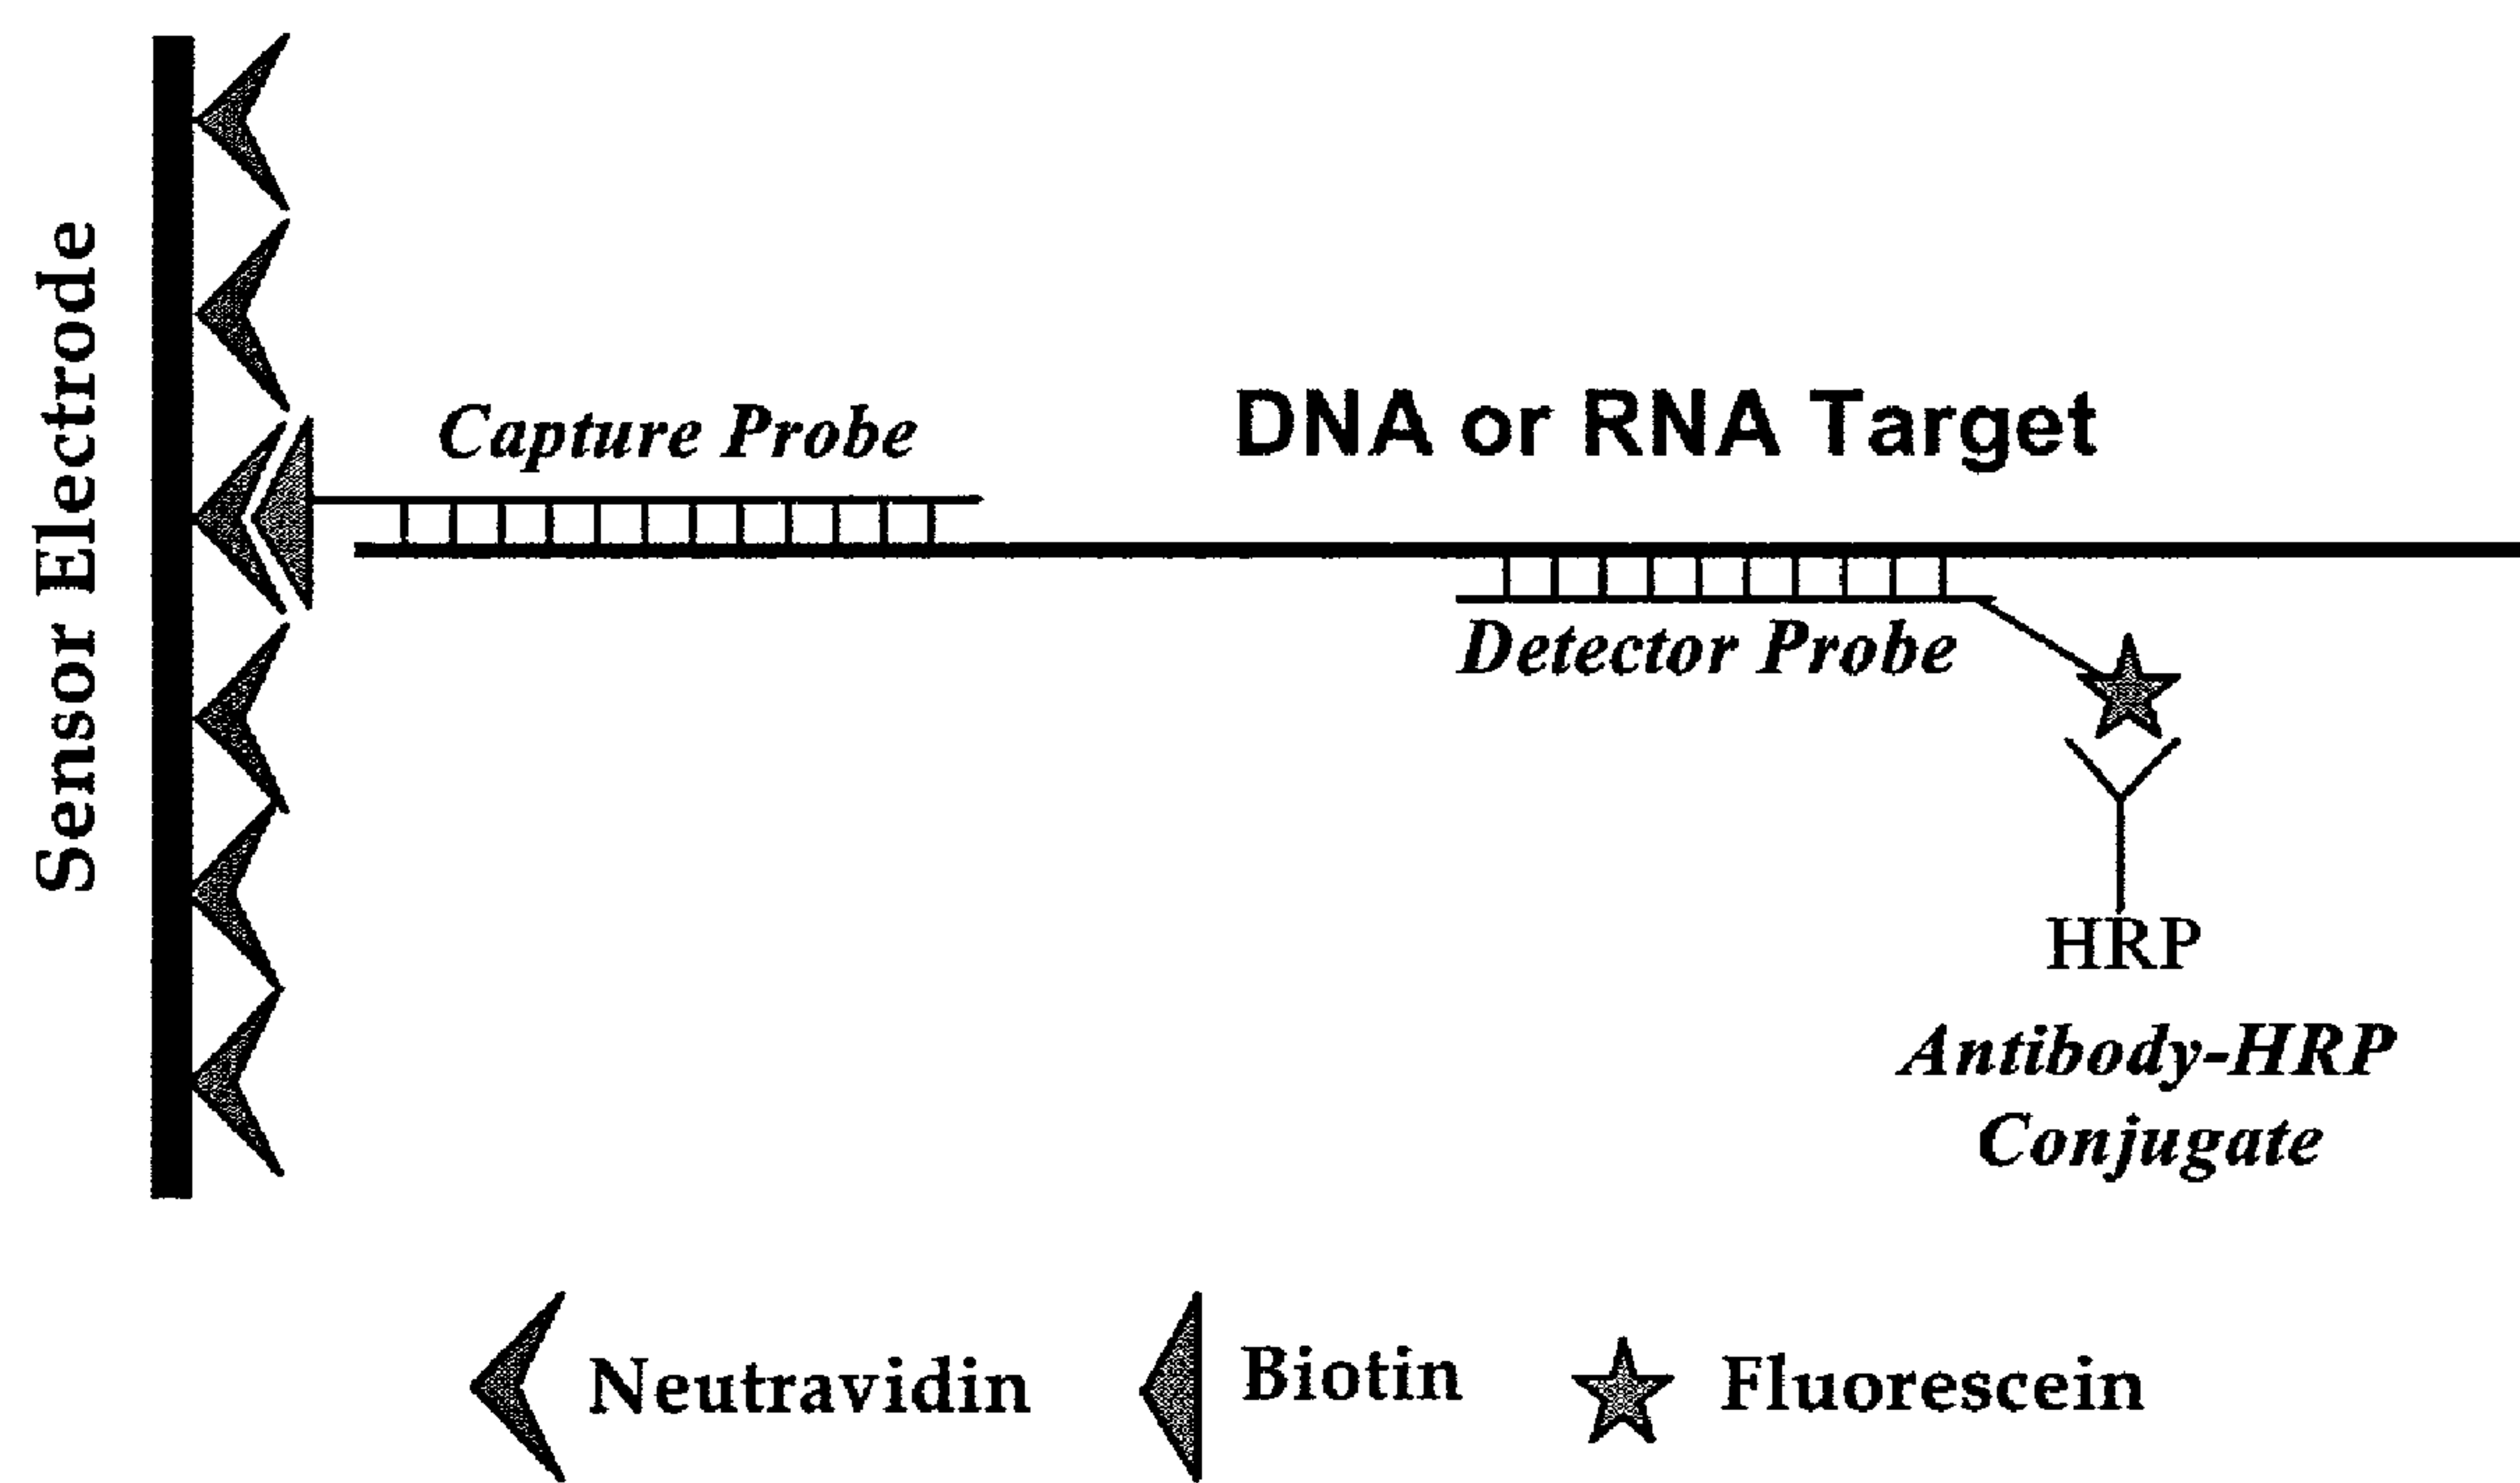 Sensor Electrode
Capture Probe
DNA or RNA Target
Detector Probe
HRP
Antibody-HRP
Conjugate
Neutravidin
Biotin
Fluorescein